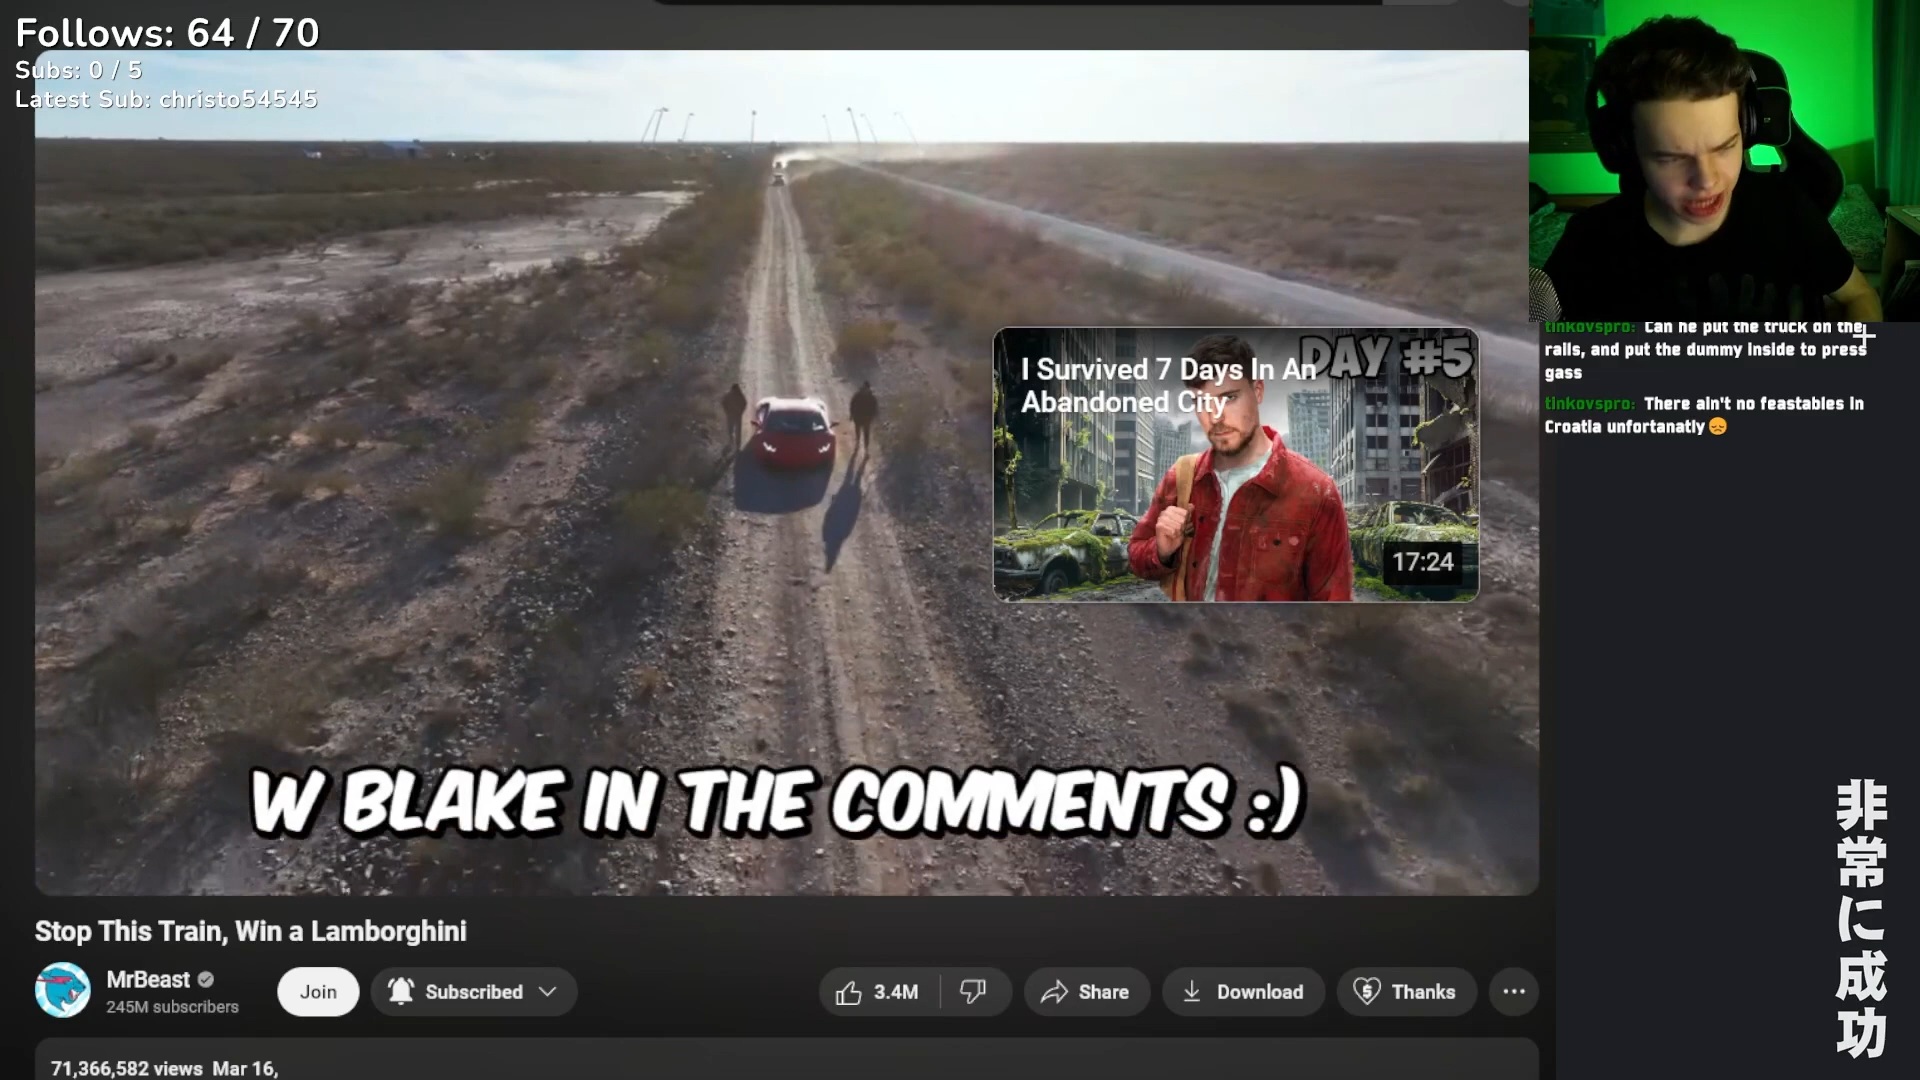 Follows: 64 / 70
Subs: 0 / 5
Latest Sub: christo54545
I Survived 7 Days In An
Abandoned City
DAY #5
17:24
W BLAKE IN THE COMMENTS :)
Stop This Train, Win a Lamborghini
MrBeast
245M subscribers
Join
Subscribed
3.4M
Share
Download
Thanks
71,366,582 views Mar 16,
tinkovspro: Can he put the truck on the
rails, and put the dummy inside to press
gass
tinkovspro: There ain't no feastables in
Croatia unfortunatly
非常に成功